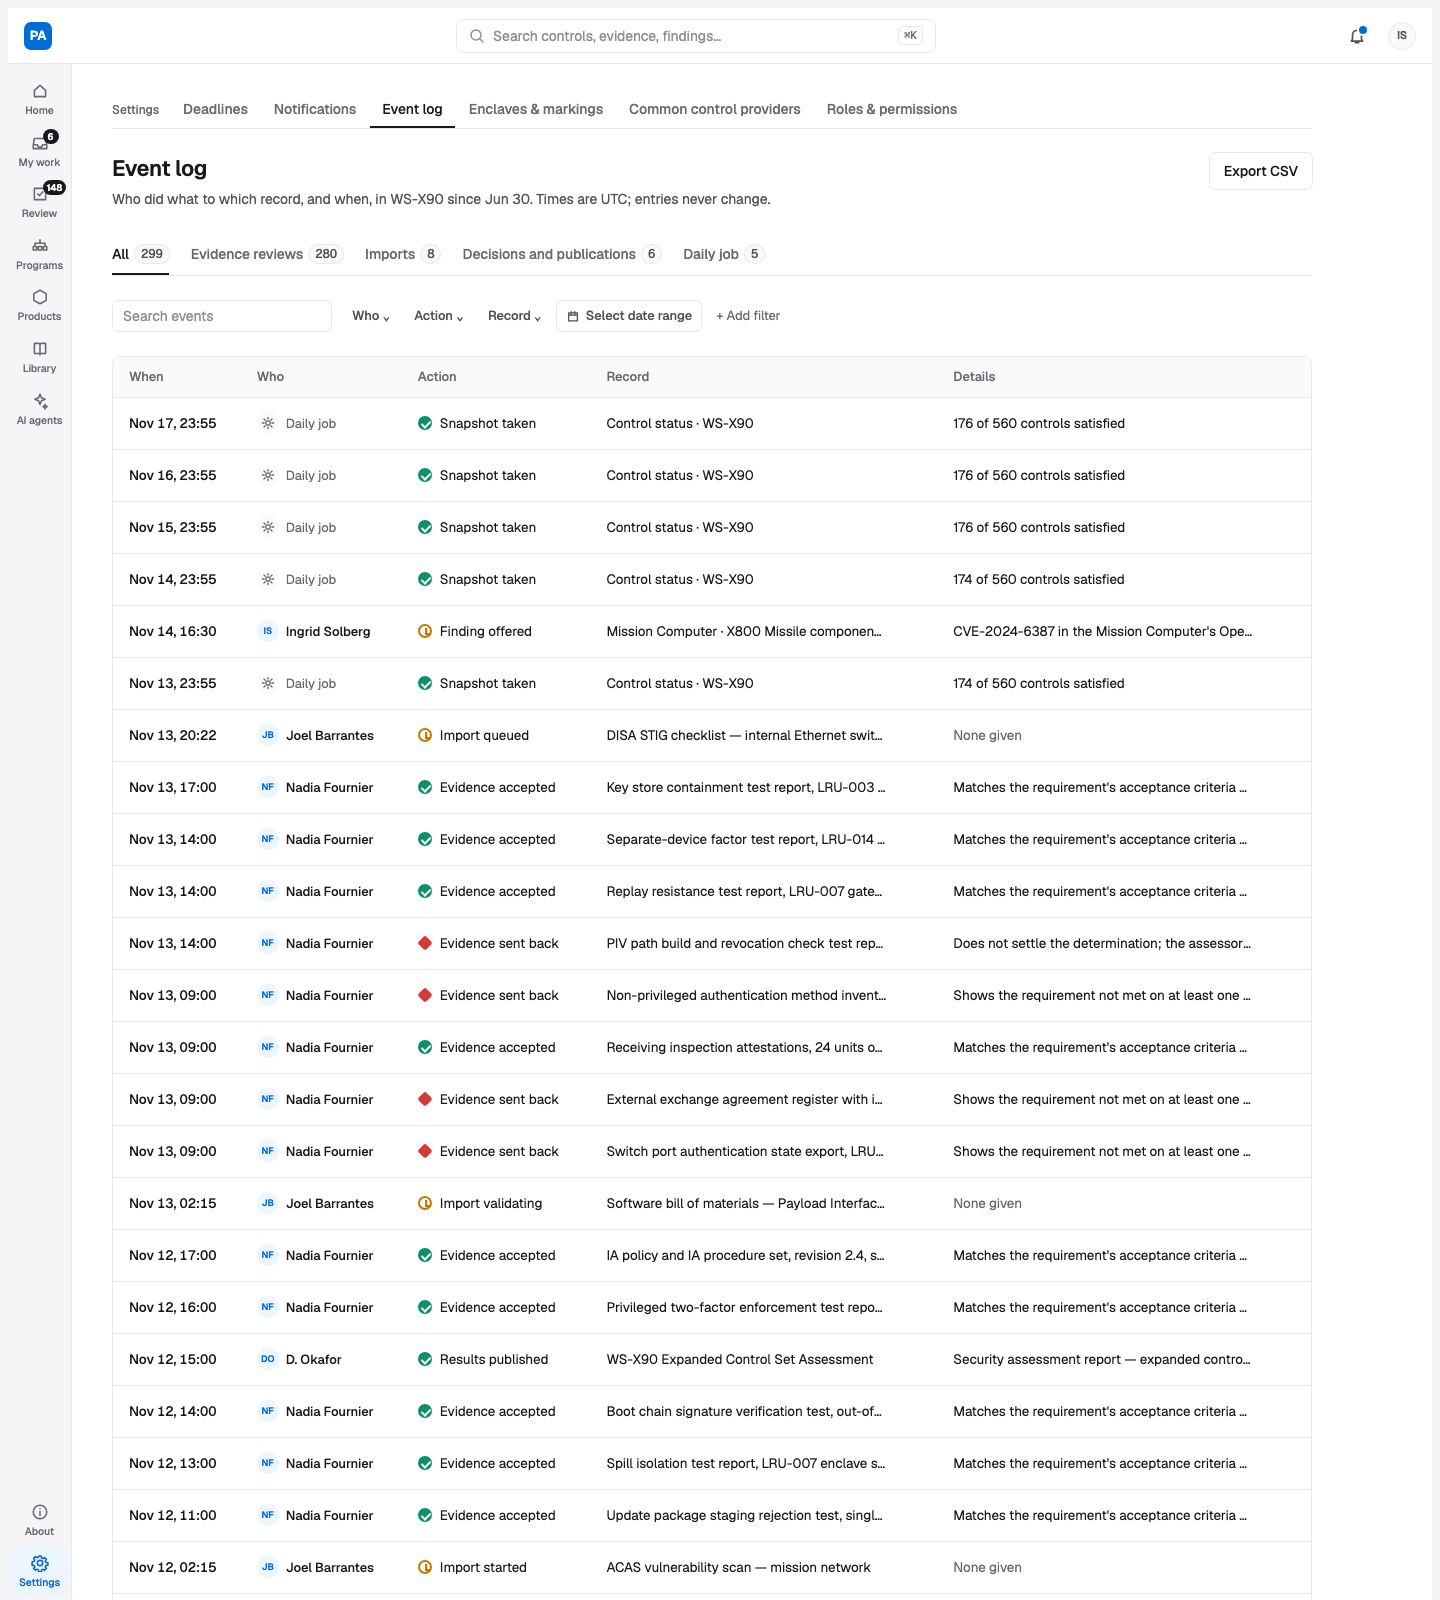 PA
Search controls, evidence, findings...
⌘K
IS
Home
6
My work
148
Review
Programs
Products
Library
AI agents
About
Settings
Settings Deadlines Notifications Event log Enclaves & markings Common control providers Roles & permissions
Event log
Export CSV
Who did what to which record, and when, in WS-X90 since Jun 30. Times are UTC; entries never change.
All 299 Evidence reviews 280 Imports 8 Decisions and publications 6 Daily job 5
Search events Who Action Record Select date range + Add filter
When Who Action Record Details
Nov 17, 23:55 Daily job Snapshot taken Control status · WS-X90 176 of 560 controls satisfied
Nov 16, 23:55 Daily job Snapshot taken Control status · WS-X90 176 of 560 controls satisfied
Nov 15, 23:55 Daily job Snapshot taken Control status · WS-X90 176 of 560 controls satisfied
Nov 14, 23:55 Daily job Snapshot taken Control status · WS-X90 174 of 560 controls satisfied
Nov 14, 16:30 IS Ingrid Solberg Finding offered Mission Computer · X800 Missile componen... CVE-2024-6387 in the Mission Computer's Ope...
Nov 13, 23:55 Daily job Snapshot taken Control status · WS-X90 174 of 560 controls satisfied
Nov 13, 20:22 JB Joel Barrantes Import queued DISA STIG checklist — internal Ethernet swit... None given
Nov 13, 17:00 NF Nadia Fournier Evidence accepted Key store containment test report, LRU-003 ... Matches the requirement's acceptance criteria ...
Nov 13, 14:00 NF Nadia Fournier Evidence accepted Separate-device factor test report, LRU-014 ... Matches the requirement's acceptance criteria ...
Nov 13, 14:00 NF Nadia Fournier Evidence accepted Replay resistance test report, LRU-007 gate... Matches the requirement's acceptance criteria ...
Nov 13, 14:00 NF Nadia Fournier Evidence sent back PIV path build and revocation check test rep... Does not settle the determination; the assessor...
Nov 13, 09:00 NF Nadia Fournier Evidence sent back Non-privileged authentication method invent... Shows the requirement not met on at least one ...
Nov 13, 09:00 NF Nadia Fournier Evidence accepted Receiving inspection attestations, 24 units o... Matches the requirement's acceptance criteria ...
Nov 13, 09:00 NF Nadia Fournier Evidence sent back External exchange agreement register with i... Shows the requirement not met on at least one ...
Nov 13, 09:00 NF Nadia Fournier Evidence sent back Switch port authentication state export, LRU... Shows the requirement not met on at least one ...
Nov 13, 02:15 JB Joel Barrantes Import validating Software bill of materials — Payload Interfac... None given
Nov 12, 17:00 NF Nadia Fournier Evidence accepted IA policy and IA procedure set, revision 2.4, s... Matches the requirement's acceptance criteria ...
Nov 12, 16:00 NF Nadia Fournier Evidence accepted Privileged two-factor enforcement test repo... Matches the requirement's acceptance criteria ...
Nov 12, 15:00 DO D. Okafor Results published WS-X90 Expanded Control Set Assessment Security assessment report — expanded contro...
Nov 12, 14:00 NF Nadia Fournier Evidence accepted Boot chain signature verification test, out-of... Matches the requirement's acceptance criteria ...
Nov 12, 13:00 NF Nadia Fournier Evidence accepted Spill isolation test report, LRU-007 enclave s... Matches the requirement's acceptance criteria ...
Nov 12, 11:00 NF Nadia Fournier Evidence accepted Update package staging rejection test, singl... Matches the requirement's acceptance criteria ...
Nov 12, 02:15 JB Joel Barrantes Import started ACAS vulnerability scan — mission network None given